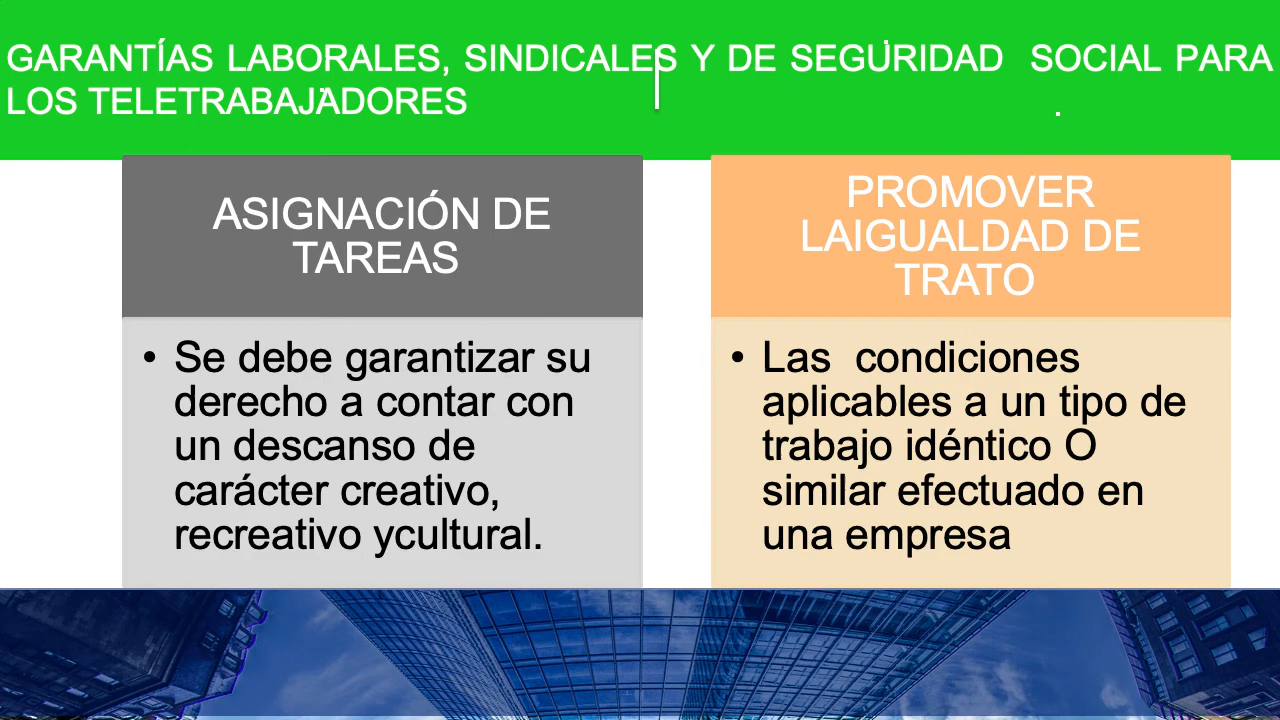 GARANTÍAS LABORALES, SINDICALES Y DE SEGURIDAD SOCIAL PARA
LOS TELETRABAJADORES
ASIGNACIÓN DE
TAREAS
• Se debe garantizar su
derecho a contar con
un descanso de
carácter creativo,
recreativo ycultural.
PROMOVER
LAIGUALDAD DE
TRATO
• Las condiciones
aplicables a un tipo de
trabajo idéntico O
similar efectuado en
una empresa